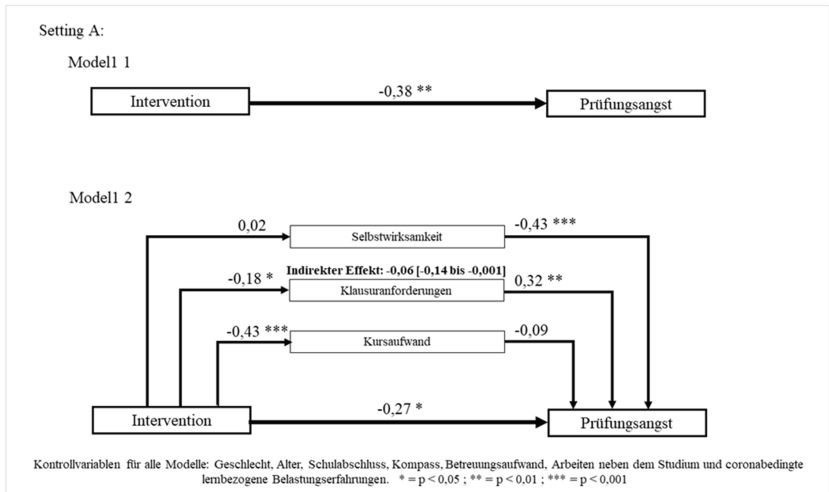 Setting A:
Model1 1
-0,38 **
Intervention
Prüfungsangst
Model1 2
0,02
Selbstwirksamkeit
-0,43 ***
Indirekter Effekt: -0,06 [-0,14 bis -0,001]
-0,18 *
Klausuranforderungen
0,32 **
-0,43 ***
Kursaufwand
-0,09
-0,27 *
Intervention
Prüfungsangst
Kontrollvariablen für alle Modelle: Geschlecht, Alter, Schulabschluss, Kompass, Betreuungsaufwand, Arbeiten neben dem Studium und coronabedingte
lernbezogene Belastungserfahrungen. * = p < 0,05 ; ** = p < 0,01 ; *** = p < 0,001